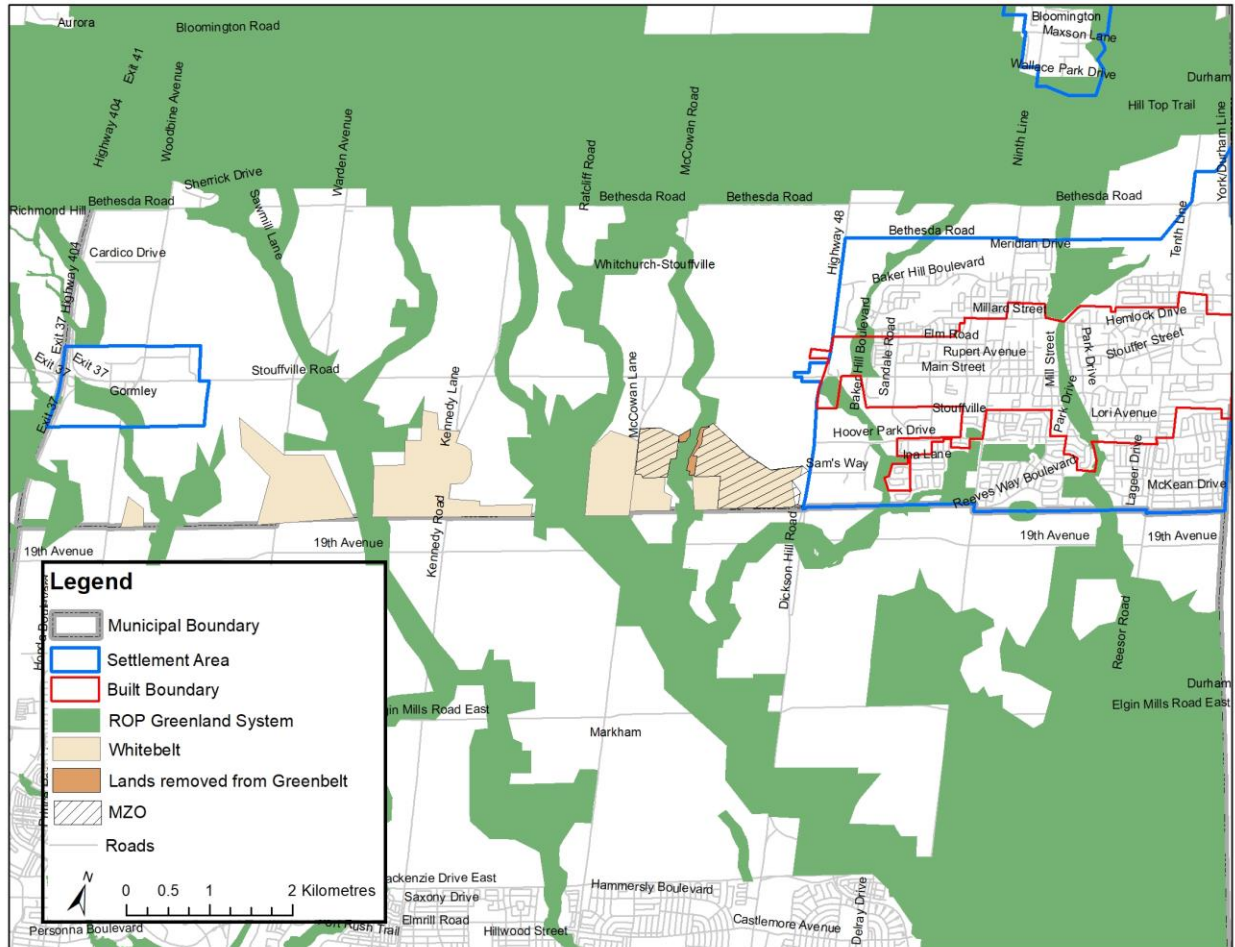 Aurora
Bloomington Road
Bloomington
Maxson Lane
Wallace Park Drive
Durham
Hill Top Trail
Exit 41
Highway 404
Woodbine Avenue
Warden Avenue
Ratcliff Road
McCowan Road
Ninth Line
York/Durham Line
Sherrick Drive
Sawmill Lane
Bethesda Road
Bethesda Road
Bethesda Road
Bethesda Road
Richmond Hill
Highway 404
Cardico Drive
Whitchurch-Stouffville
Highway 48
Bethesda Road
Meridian Drive
Tenth Line
Baker Hill Boulevard
Millard Street
Hemlock Drive
Elm Road
Stouffer Street
Rupert Avenue
Main Street
Baker Hill Boulevard
Sandale Road
Mill Street
Park Drive
Park Drive
Exit 37
Exit 37
Exit 37
Exit 37
Gormley
Stouffville Road
Kennedy Lane
McCowan Lane
Stouffville
Lori Avenue
Hoover Park Drive
Ina Lane
Sam's Way
Reeves Way Boulevard
Lageer Drive
McKean Drive
19th Avenue
19th Avenue
Kennedy Road
Dickson Hill Road
19th Avenue
19th Avenue
Reesor Road
Durham
Elgin Mills Road East
gin Mills Road East
Markham
Legend
Municipal Boundary
Settlement Area
Built Boundary
ROP Greenland System
Whitebelt
Lands removed from Greenbelt
MZO
Roads
N
0 0.5 1 2 Kilometres
ackenzie Drive East
Saxony Drive
Elmrill Road
Rush Trail
Hillwood Street
Hammersly Boulevard
Castlemore Avenue
Delray Drive
Personna Boulevard